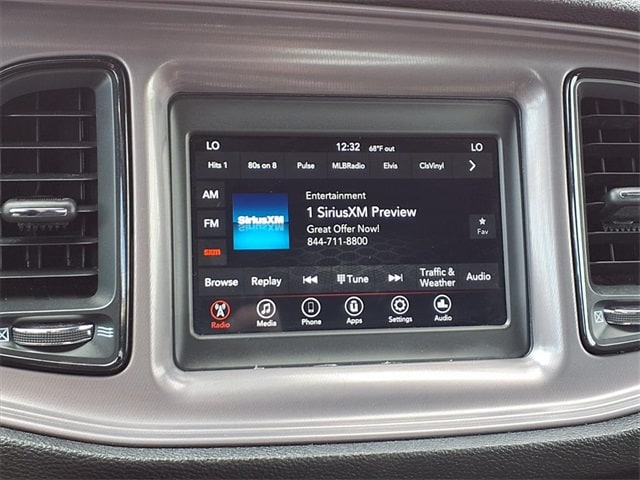 LO 12:32 68°F out LO
Hits 1 80s on 8 Pulse MLBRadio Elvis ClsVinyl
AM
FM
sxm
SiriusXM
Entertainment
1 SiriusXM Preview
Great Offer Now!
844-711-8800
Fav
Browse Replay Tune Traffic & Weather Audio
Radio Media Phone Apps Settings Audio